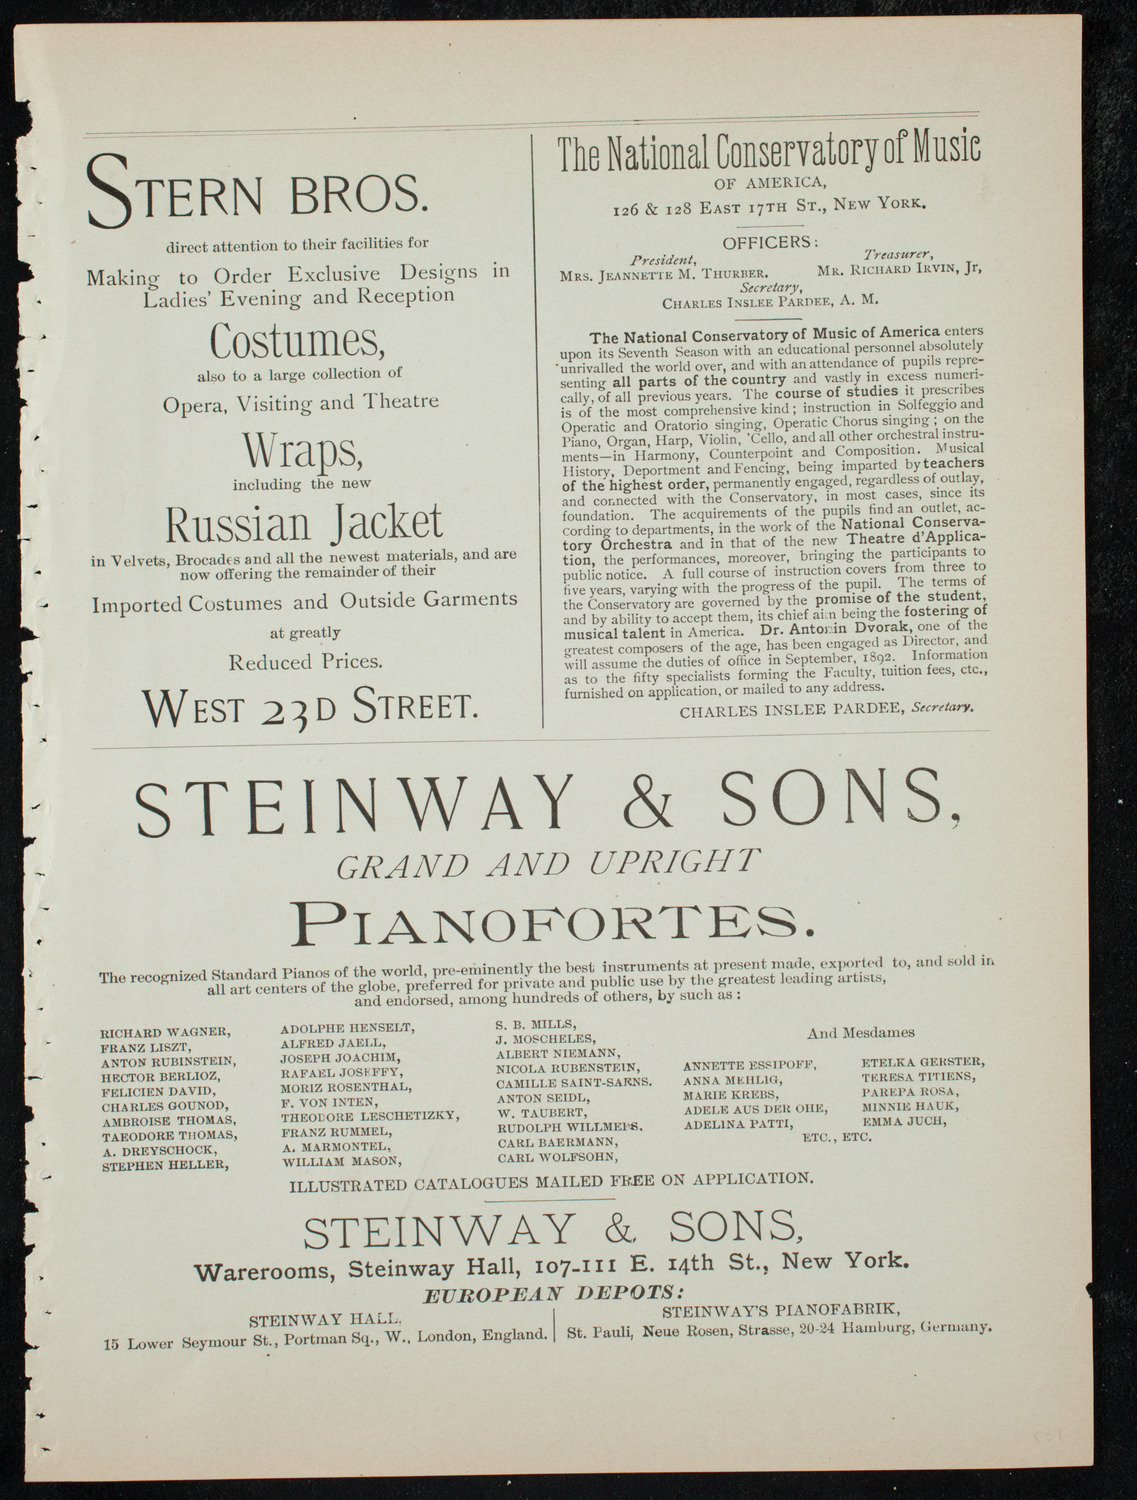 STERN BROS.
direct attention to their facilities for
Making to Order Exclusive Designs in
Ladies' Evening and Reception
Costumes,
also to a large collection of
Opera, Visiting and Theatre
Wraps,
including the new
Russian Jacket
in Velvets, Brocades and all the newest materials, and are
now offering the remainder of their
Imported Costumes and Outside Garments
at greatly
Reduced Prices.
WEST 23D STREET.
The National Conservatory of Music
OF AMERICA,
126 & 128 EAST 17TH ST., NEW YORK.
OFFICERS:
President,
MRS. JEANNETTE M. THURBER.
Treasurer,
MR. RICHARD IRVIN, Jr,
Secretary,
CHARLES INSLEE PARDEE, A. M.
The National Conservatory of Music of America enters
upon its Seventh Season with an educational personnel absolutely
unrivalled the world over, and with an attendance of pupils repre-
senting all parts of the country and vastly in excess numeri-
cally, of all previous years. The course of studies it prescribes
is of the most comprehensive kind; instruction in Solfeggio and
Operatic and Oratorio singing, Operatic Chorus singing; on the
Piano, Organ, Harp, Violin, 'Cello, and all other orchestral instru-
ments—in Harmony, Counterpoint and Composition. Musical
History, Deportment and Fencing, being imparted by teachers
of the highest order, permanently engaged, regardless of outlay,
and connected with the Conservatory, in most cases, since its
foundation. The acquirements of the pupils find an outlet, ac-
cording to departments, in the work of the National Conserva-
tory Orchestra and in that of the new Theatre d'Applica-
tion, the performances, moreover, bringing the participants to
public notice. A full course of instruction covers from three to
five years, varying with the progress of the pupil. The terms of
the Conservatory are governed by the promise of the student,
and by ability to accept them, its chief aim being the fostering of
musical talent in America. Dr. Antonin Dvorak, one of the
greatest composers of the age, has been engaged as Director, and
will assume the duties of office in September, 1892. Information
as to the fifty specialists forming the Faculty, tuition fees, etc.,
furnished on application, or mailed to any address.
CHARLES INSLEE PARDEE, Secretary.
STEINWAY & SONS,
GRAND AND UPRIGHT
PIANOFORTES.
The recognized Standard Pianos of the world, pre-eminently the best instruments at present made, exported to, and sold in
all art centers of the globe, preferred for private and public use by the greatest leading artists,
and endorsed, among hundreds of others, by such as:
RICHARD WAGNER,
FRANZ LISZT,
ANTON RUBINSTEIN,
HECTOR BERLIOZ,
FELICIEN DAVID,
CHARLES GOUNOD,
AMBROISE THOMAS,
TAEODORE THOMAS,
A. DREYSCHOCK,
STEPHEN HELLER,
ADOLPHE HENSELT,
ALFRED JAELL,
JOSEPH JOACHIM,
RAFAEL JOSEFFY,
MORIZ ROSENTHAL,
F. VON INTEN,
THEODORE LESCHETIZKY,
FRANZ RUMMEL,
A. MARMONTEL,
WILLIAM MASON,
S. B. MILLS,
J. MOSCHELES,
ALBERT NIEMANN,
NICOLA RUBENSTEIN,
CAMILLE SAINT-SAENS.
ANTON SEIDL,
W. TAUBERT,
RUDOLPH WILLMERS.
CARL BAERMANN,
CARL WOLFSOHN,
And Mesdames
ANNETTE ESSIPOFF,
ANNA MEHLIG,
MARIE KREBS,
ADELE AUS DER OHE,
ADELINA PATTI,
ETELKA GERSTER,
TERESA TITIENS,
PAREPA ROSA,
MINNIE HAUK,
EMMA JUCH,
ETC., ETC.
ILLUSTRATED CATALOGUES MAILED FREE ON APPLICATION.
STEINWAY & SONS,
Warerooms, Steinway Hall, 107-111 E. 14th St., New York.
EUROPEAN DEPOTS:
STEINWAY HALL.
15 Lower Seymour St., Portman Sq., W., London, England.
STEINWAY'S PIANOFABRIK,
St. Pauli, Neue Rosen, Strasse, 20-24 Hamburg, Germany.